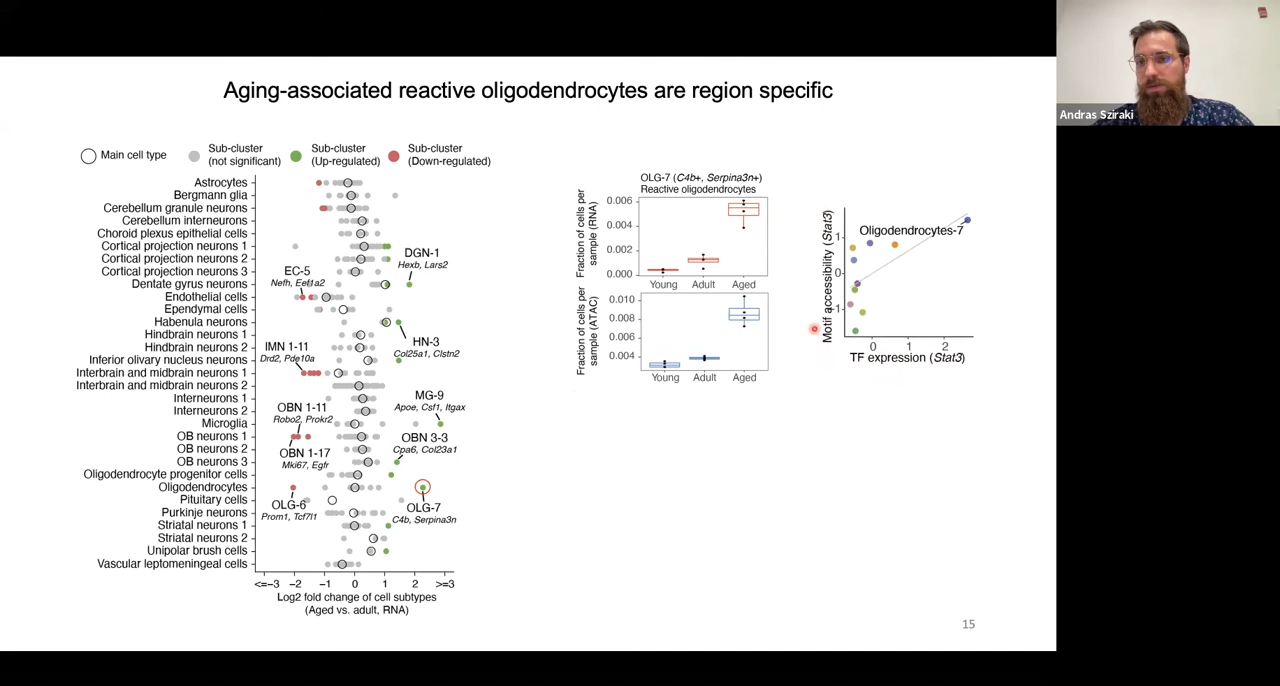 Aging-associated reactive oligodendrocytes are region specific
Andras Sziraki
Main cell type
Sub-cluster
(not significant)
Sub-cluster
(Up-regulated)
Sub-cluster
(Down-regulated)
Astrocytes
Bergmann glia
Cerebellum granule neurons
Cerebellum interneurons
Choroid plexus epithelial cells
Cortical projection neurons 1
Cortical projection neurons 2
Cortical projection neurons 3
Dentate gyrus neurons
Endothelial cells
Ependymal cells
Habenula neurons
Hindbrain neurons 1
Hindbrain neurons 2
Inferior olivary nucleus neurons
Interbrain and midbrain neurons 1
Interbrain and midbrain neurons 2
Interneurons 1
Interneurons 2
Microglia
OB neurons 1
OB neurons 2
OB neurons 3
Oligodendrocyte progenitor cells
Oligodendrocytes
Pituitary cells
Purkinje neurons
Striatal neurons 1
Striatal neurons 2
Unipolar brush cells
Vascular leptomeningeal cells
DGN-1
Hexb, Lars2
EC-5
Nefh, Eef1a2
HN-3
Col25a1, Clstn2
IMN 1-11
Drd2, Pde10a
MG-9
Apoe, Csf1, Itgax
OBN 1-11
Robo2, Prokr2
OBN 3-3
Cpa6, Col23a1
OBN 1-17
Mki67, Egfr
OLG-6
Prom1, Tcf7l1
OLG-7
C4b, Serpina3n
<=-3 -2 -1 0 1 2 >=3
Log2 fold change of cell subtypes
(Aged vs. adult, RNA)
OLG-7 (C4b+, Serpina3n+)
Reactive oligodendrocytes
Fraction of cells per
sample (RNA)
0.006
0.004
0.002
0.000
Young Adult Aged
Fraction of cells per
sample (ATAC)
0.010
0.008
0.006
0.004
Young Adult Aged
Motif accessibility (Stat3)
1
0
-1
Oligodendrocytes-7
0 1 2
TF expression (Stat3)
15